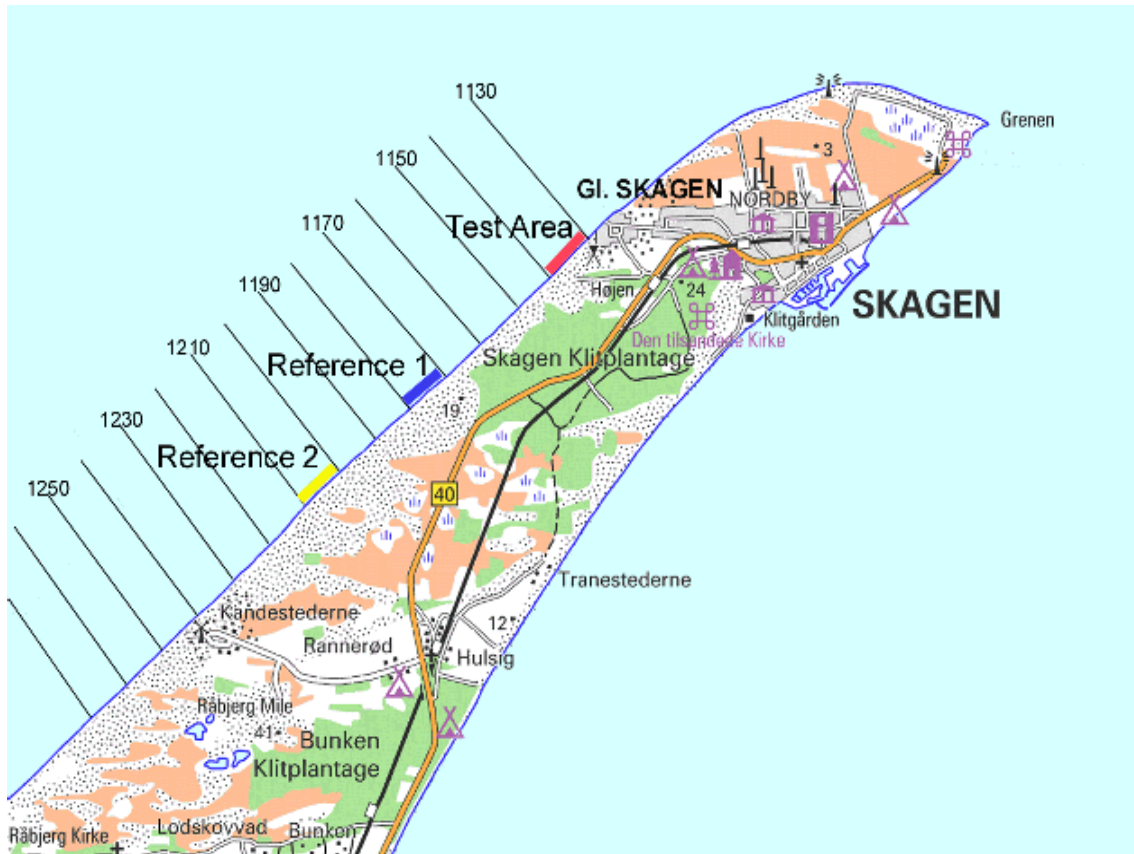 1130
Grenen
1150
3
Gl. SKAGEN
NORDBY
1170
Test Area
1190
Højen
24
SKAGEN
Klitgården
Den tilsandede Kirke
1210
Skagen Klitplantage
Reference 1
19
1230
Reference 2
40
1250
Tranestederne
Kandestederne
12
Rannerød
Hulsig
Råbjerg Mile
41
Bunken
Klitplantage
Lodskovvad
Bunken
Råbjerg Kirke